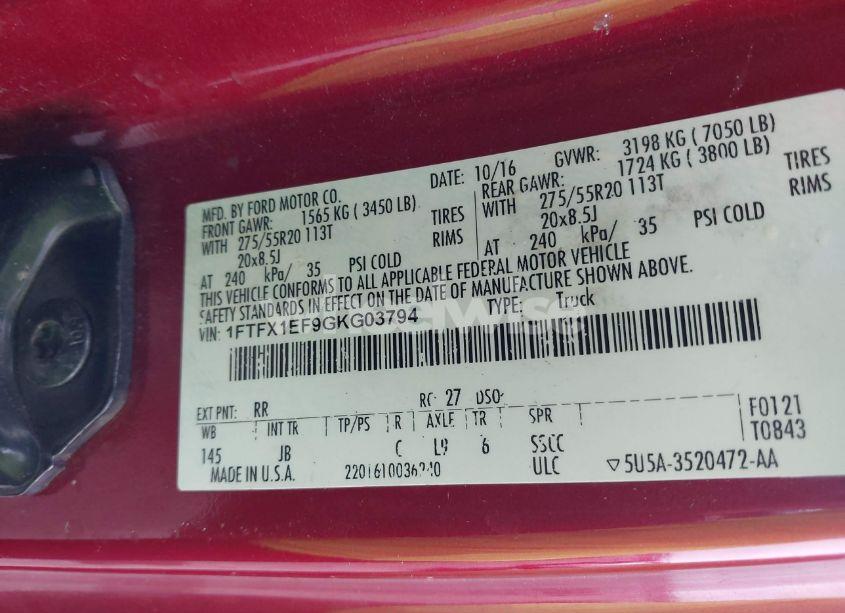 MFD. BY FORD MOTOR CO. DATE: 10/16 GVWR: 3198 KG ( 7050 LB)
FRONT GAWR: 1565 KG ( 3450 LB) REAR GAWR: 1724 KG ( 3800 LB)
WITH 275/55R20 113T TIRES WITH 275/55R20 113T TIRES
20x8.5J RIMS 20x8.5J RIMS
AT 240 kPa/ 35 PSI COLD AT 240 kPa/ 35 PSI COLD
THIS VEHICLE CONFORMS TO ALL APPLICABLE FEDERAL MOTOR VEHICLE
SAFETY STANDARDS IN EFFECT ON THE DATE OF MANUFACTURE SHOWN ABOVE.
VIN: 1FTFX1EF9GKG03794 TYPE: Truck
EXT PNT: RR RC: 27 DSO: F0121
WB INT TR TP/PS R AXLE TR SPR T0843
145 JB C L9 6 SSCC
MADE IN U.S.A. ULC ▽5U5A-3520472-AA